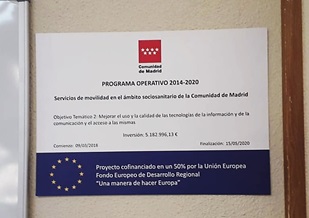 Comunidad
de Madrid
PROGRAMA OPERATIVO 2014-2020
Servicios de movilidad en el ámbito sociosanitario de la Comunidad de Madrid
Objetivo Temático 2: Mejorar el uso y la calidad de las tecnologías de la información y de la
comunicación y el acceso a las mismas
Inversión: 5.182.996,13 €
Comienzo: 09/03/2018 Finalización: 15/05/2020
Proyecto cofinanciado en un 50% por la Unión Europea
Fondo Europeo de Desarrollo Regional
"Una manera de hacer Europa"